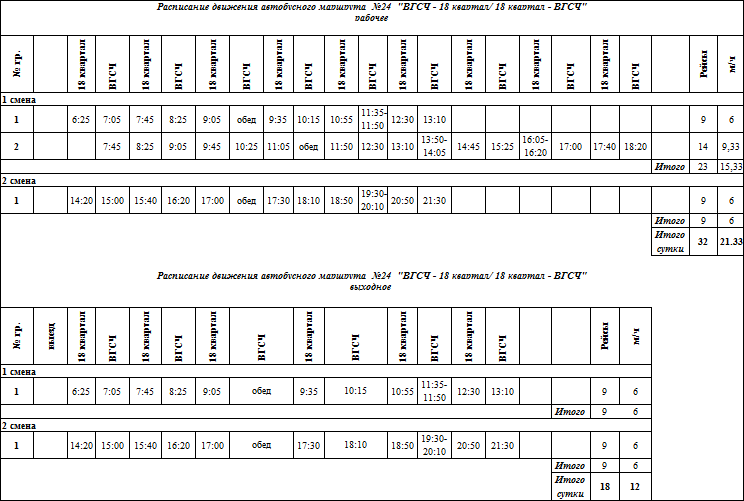 Расписание движения автобусного маршрута №24 "ВГСЧ - 18 квартал/ 18 квартал - ВГСЧ"
рабочее
№ гр. 18 квартал ВГСЧ 18 квартал ВГСЧ 18 квартал ВГСЧ 18 квартал ВГСЧ 18 квартал ВГСЧ 18 квартал ВГСЧ 18 квартал ВГСЧ 18 квартал ВГСЧ 18 квартал ВГСЧ Рейсы м/ч
1 смена
1 6:25 7:05 7:45 8:25 9:05 обед 9:35 10:15 10:55 11:35-11:50 12:30 13:10 9 6
2 7:45 8:25 9:05 9:45 10:25 11:05 обед 11:50 12:30 13:10 13:50-14:05 14:45 15:25 16:05-16:20 17:00 17:40 18:20 14 9,33
Итого 23 15,33
2 смена
1 14:20 15:00 15:40 16:20 17:00 обед 17:30 18:10 18:50 19:30-20:10 20:50 21:30 9 6
Итого 9 6
Итого сутки 32 21.33
Расписание движения автобусного маршрута №24 "ВГСЧ - 18 квартал/ 18 квартал - ВГСЧ"
выходное
№ гр. выезд 18 квартал ВГСЧ 18 квартал ВГСЧ 18 квартал ВГСЧ 18 квартал ВГСЧ 18 квартал ВГСЧ 18 квартал ВГСЧ Рейсы м/ч
1 смена
1 6:25 7:05 7:45 8:25 9:05 обед 9:35 10:15 10:55 11:35-11:50 12:30 13:10 9 6
Итого 9 6
2 смена
1 14:20 15:00 15:40 16:20 17:00 обед 17:30 18:10 18:50 19:30-20:10 20:50 21:30 9 6
Итого 9 6
Итого сутки 18 12